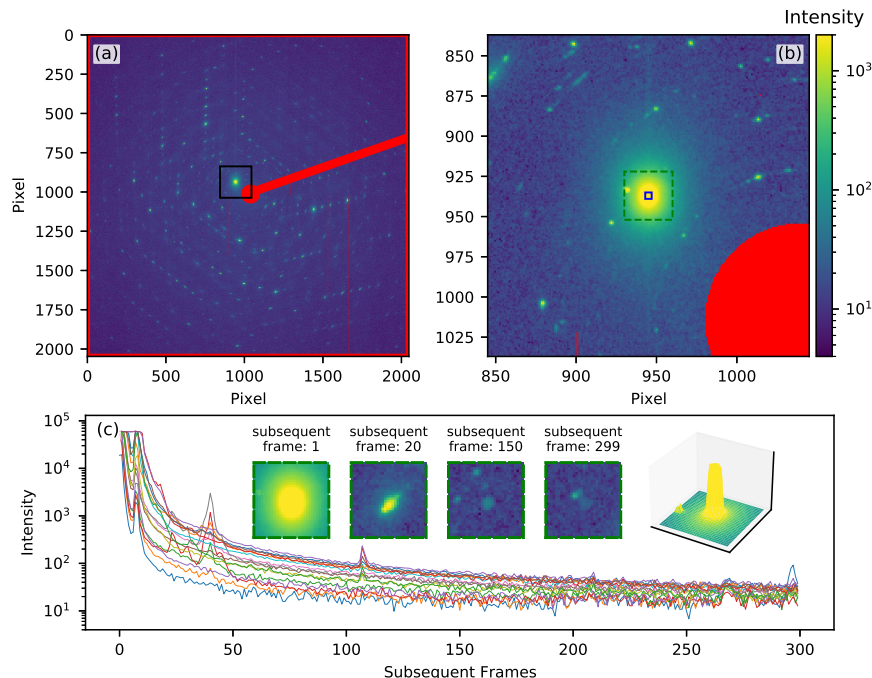 Intensity
(a)
0
250
500
750
1000
1250
1500
1750
2000
Pixel
0 500 1000 1500 2000
Pixel
(b)
850
875
900
925
950
975
1000
1025
850 900 950 1000
Pixel
10³
10²
10¹
(c)
10⁵
10⁴
10³
10²
10¹
Intensity
subsequent frame: 1
subsequent frame: 20
subsequent frame: 150
subsequent frame: 299
0 50 100 150 200 250 300
Subsequent Frames